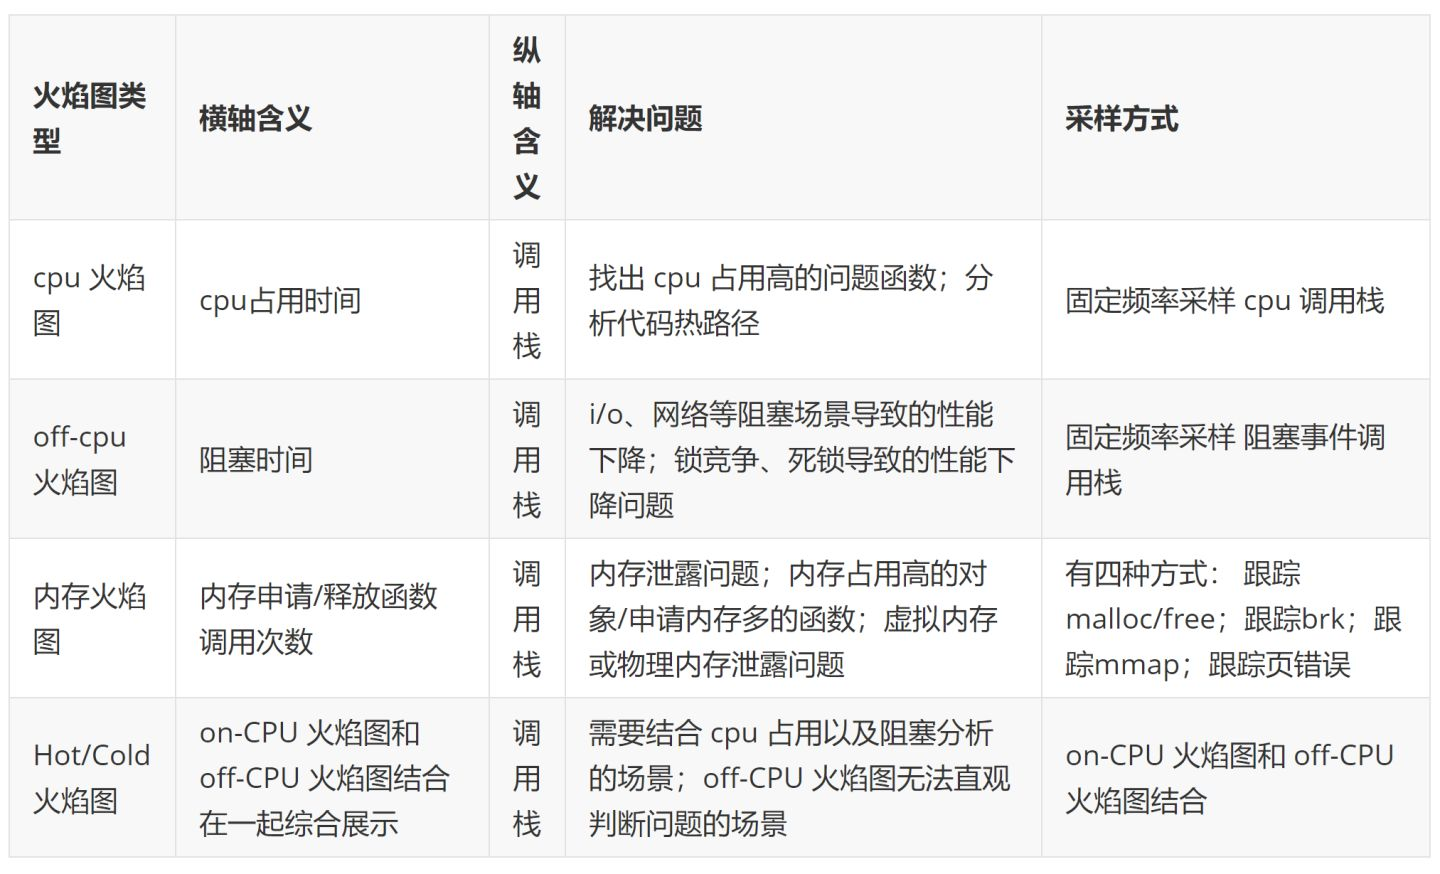 火焰图类
型
横轴含义
纵
轴
含
义
解决问题
采样方式
cpu 火焰
图
cpu占用时间
调
用
栈
找出 cpu 占用高的问题函数；分
析代码热路径
固定频率采样 cpu 调用栈
off-cpu
火焰图
阻塞时间
调
用
栈
i/o、网络等阻塞场景导致的性能
下降；锁竞争、死锁导致的性能下
降问题
固定频率采样 阻塞事件调
用栈
内存火焰
图
内存申请/释放函数
调用次数
调
用
栈
内存泄露问题；内存占用高的对
象/申请内存多的函数；虚拟内存
或物理内存泄露问题
有四种方式： 跟踪
malloc/free；跟踪brk；跟
踪mmap；跟踪页错误
Hot/Cold
火焰图
on-CPU 火焰图和
off-CPU 火焰图结合
在一起综合展示
调
用
栈
需要结合 cpu 占用以及阻塞分析
的场景；off-CPU 火焰图无法直观
判断问题的场景
on-CPU 火焰图和 off-CPU
火焰图结合